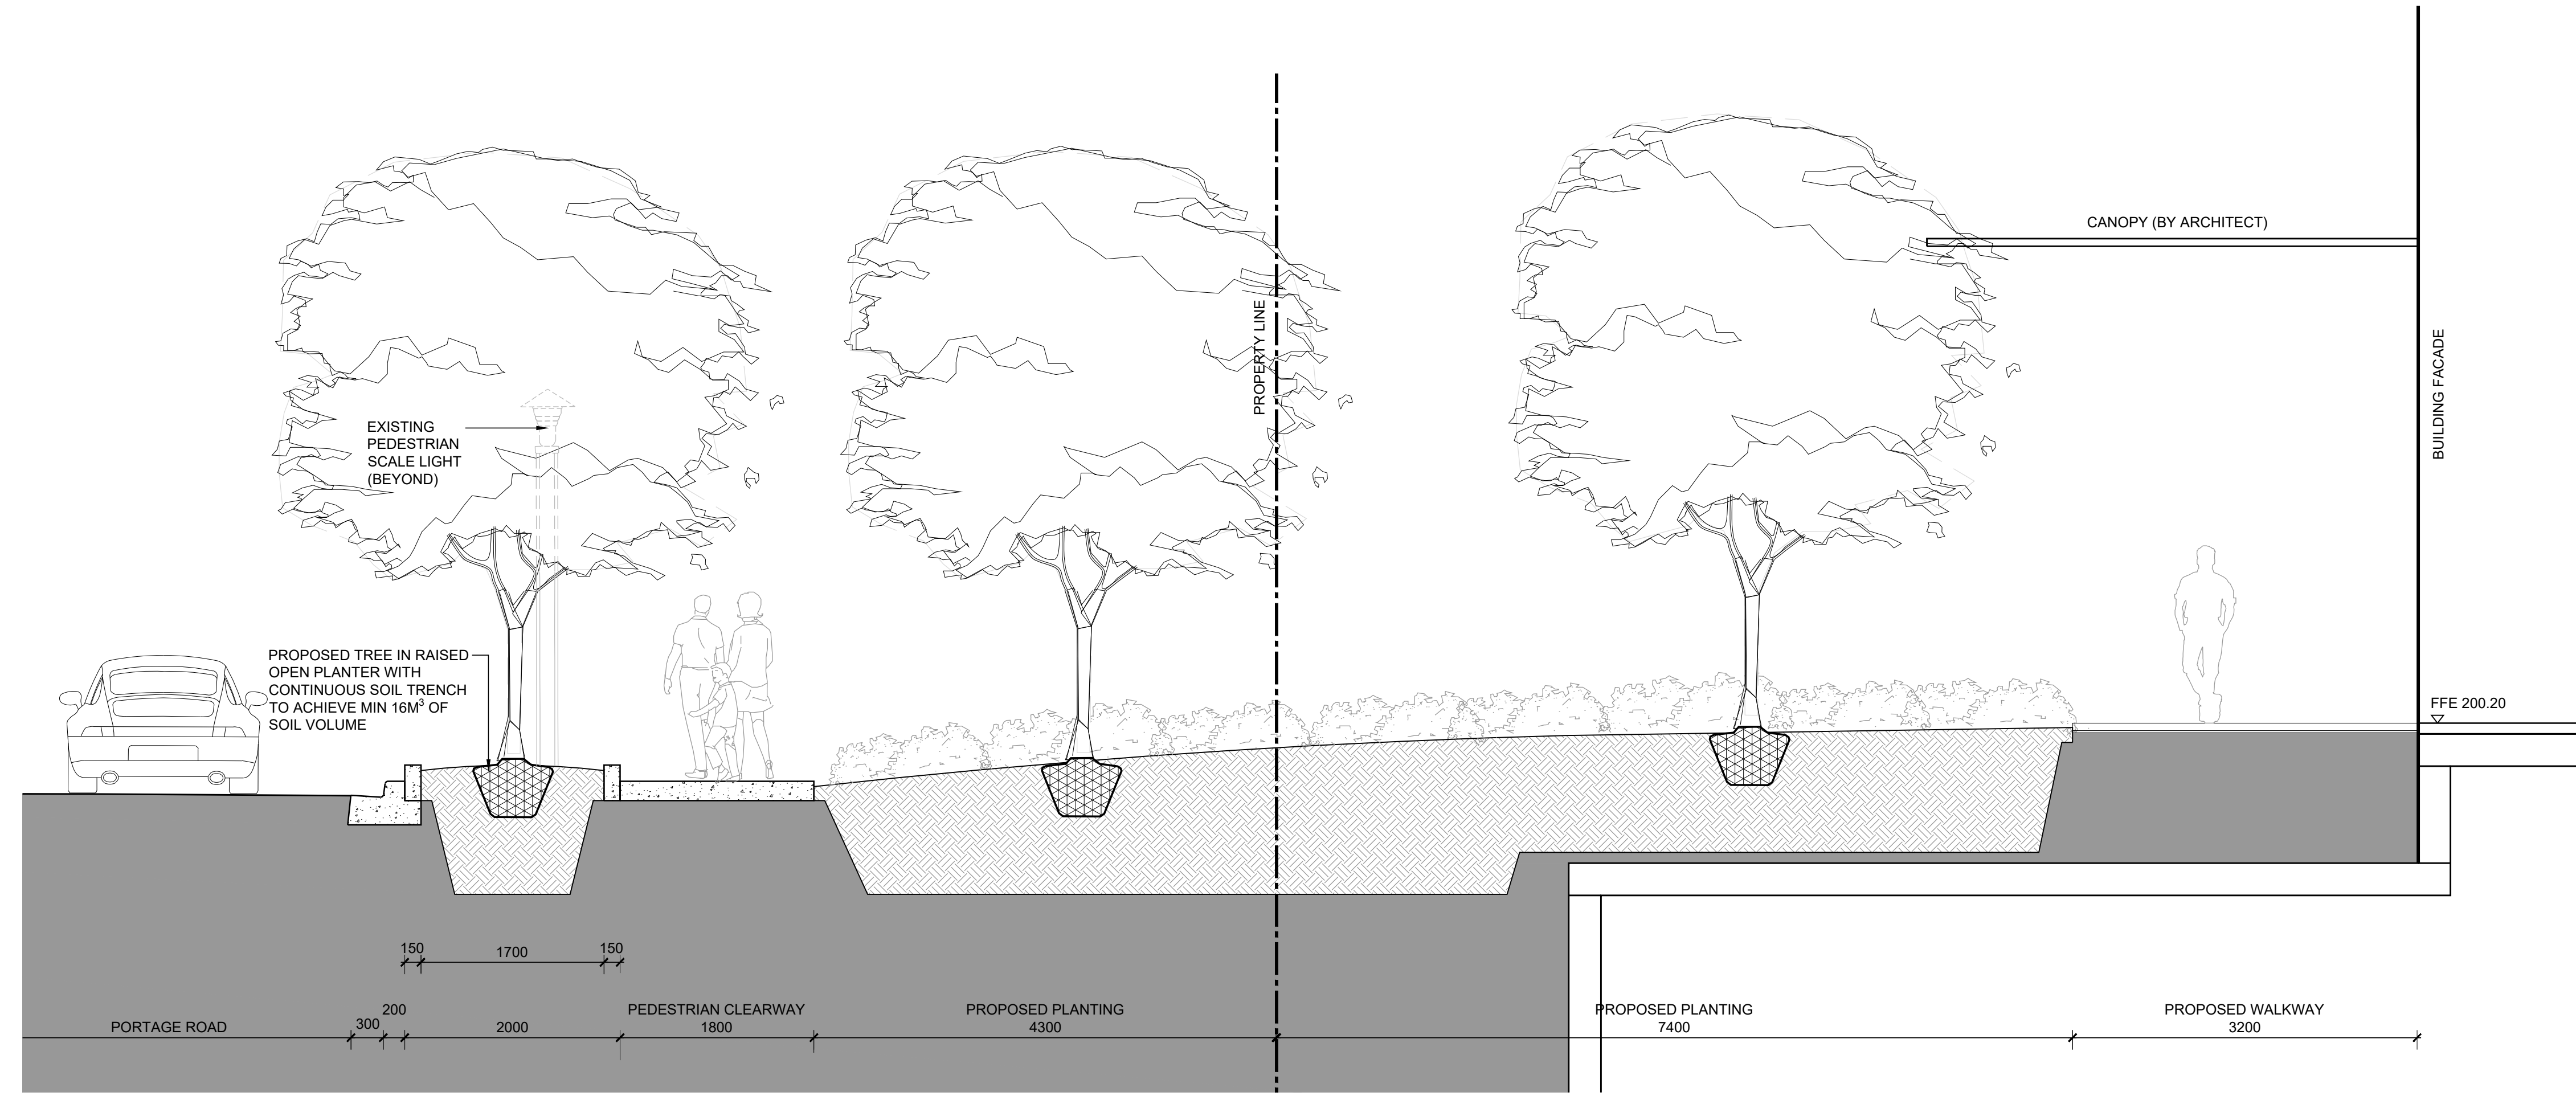 CANOPY (BY ARCHITECT)
PROPERTY LINE
BUILDING FACADE
EXISTING
PEDESTRIAN
SCALE LIGHT
(BEYOND)
PROPOSED TREE IN RAISED
OPEN PLANTER WITH
CONTINUOUS SOIL TRENCH
TO ACHIEVE MIN 16M³ OF
SOIL VOLUME
FFE 200.20
150
1700
150
PORTAGE ROAD
300
200
2000
PEDESTRIAN CLEARWAY
1800
PROPOSED PLANTING
4300
PROPOSED PLANTING
7400
PROPOSED WALKWAY
3200